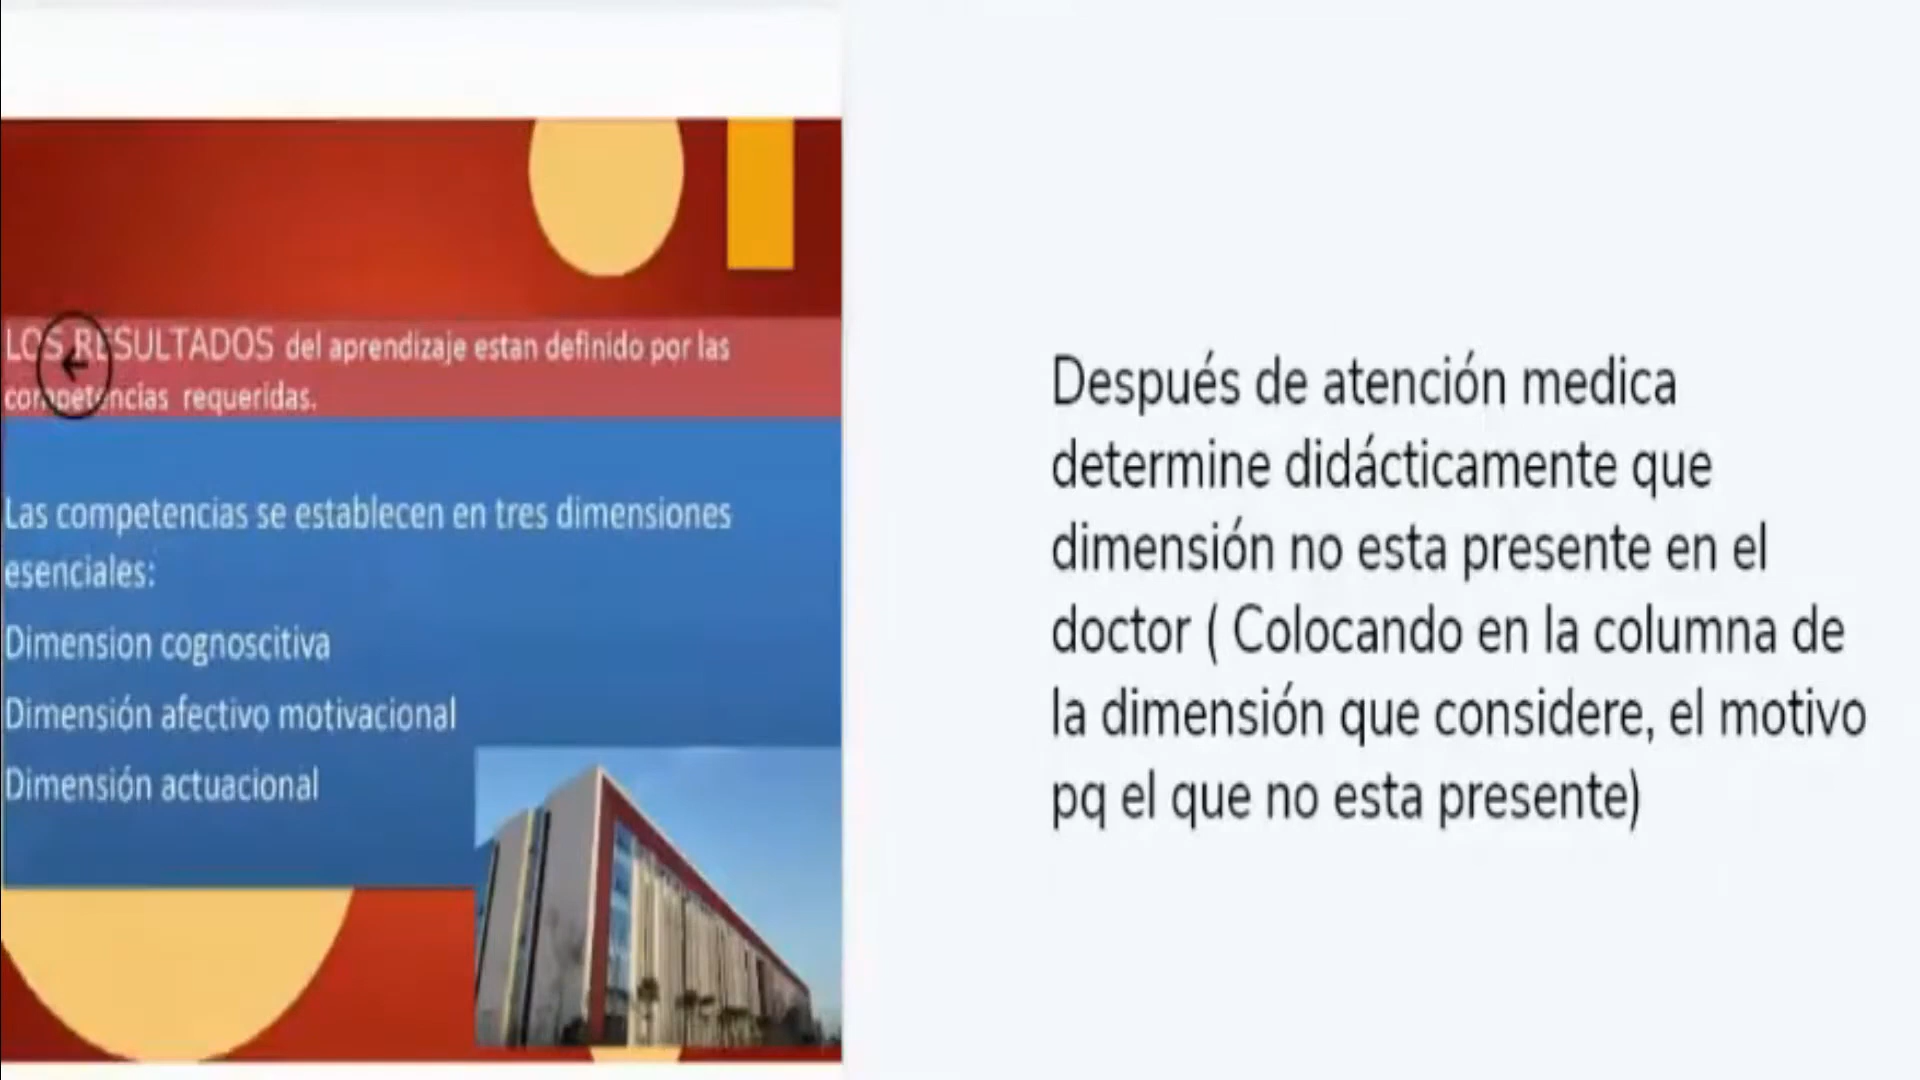 LOS RESULTADOS del aprendizaje estan definido por las
competencias requeridas.
Las competencias se establecen en tres dimensiones
esenciales:
Dimension cognoscitiva
Dimensión afectivo motivacional
Dimensión actuacional
Después de atención medica
determine didácticamente que
dimensión no esta presente en el
doctor ( Colocando en la columna de
la dimensión que considere, el motivo
pq el que no esta presente)